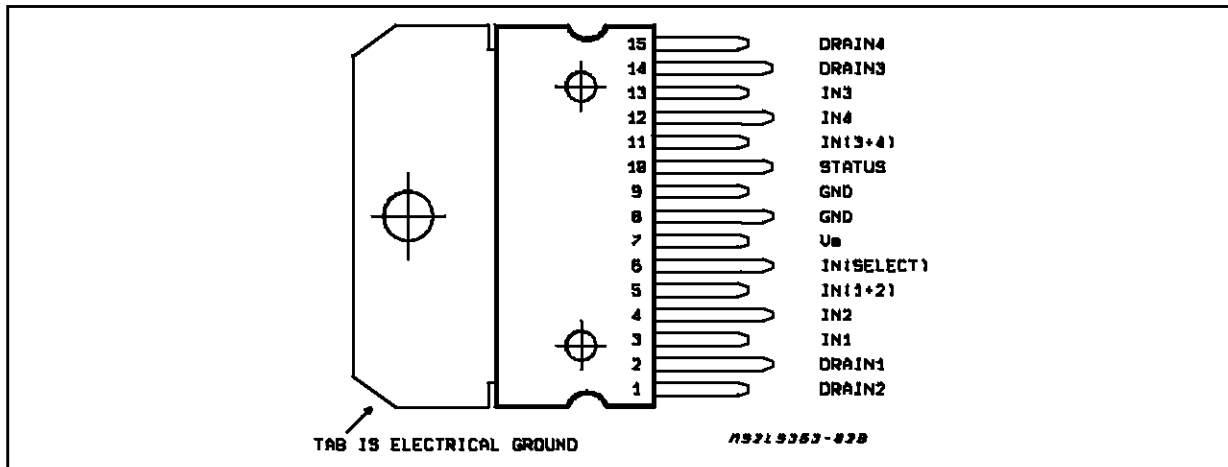 15 DRAIN4
14 DRAIN3
13 IN3
12 IN4
11 IN(3+4)
10 STATUS
9 GND
8 GND
7 Vs
6 IN(SELECT)
5 IN(1+2)
4 IN2
3 IN1
2 DRAIN1
1 DRAIN2
TAB IS ELECTRICAL GROUND